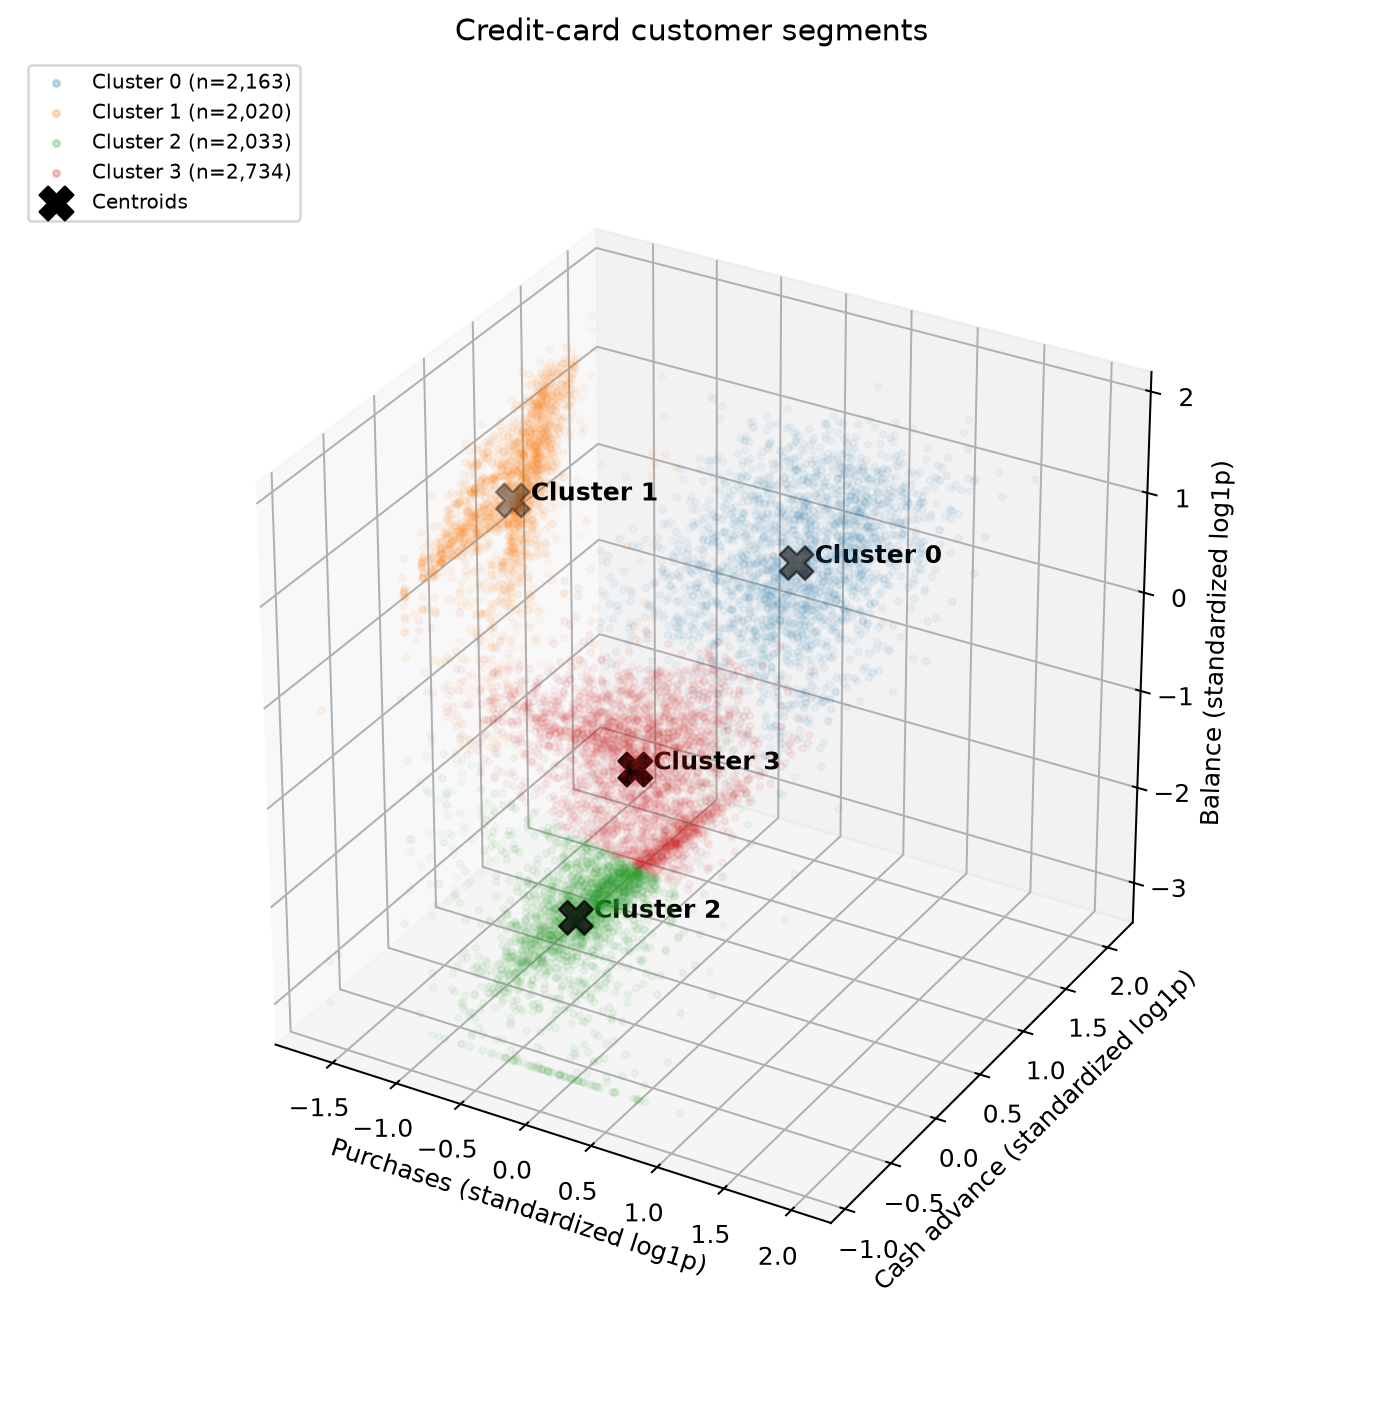 Credit-card customer segments
Cluster 0 (n=2,163)
Cluster 1 (n=2,020)
Cluster 2 (n=2,033)
Cluster 3 (n=2,734)
Centroids
Cluster 1
Cluster 0
Cluster 3
Cluster 2
2
1
0
−1
−2
−3
Balance (standardized log1p)
−1.5
−1.0
−0.5
0.0
0.5
1.0
1.5
2.0
Purchases (standardized log1p)
2.0
1.5
1.0
0.5
0.0
−0.5
−1.0
Cash advance (standardized log1p)